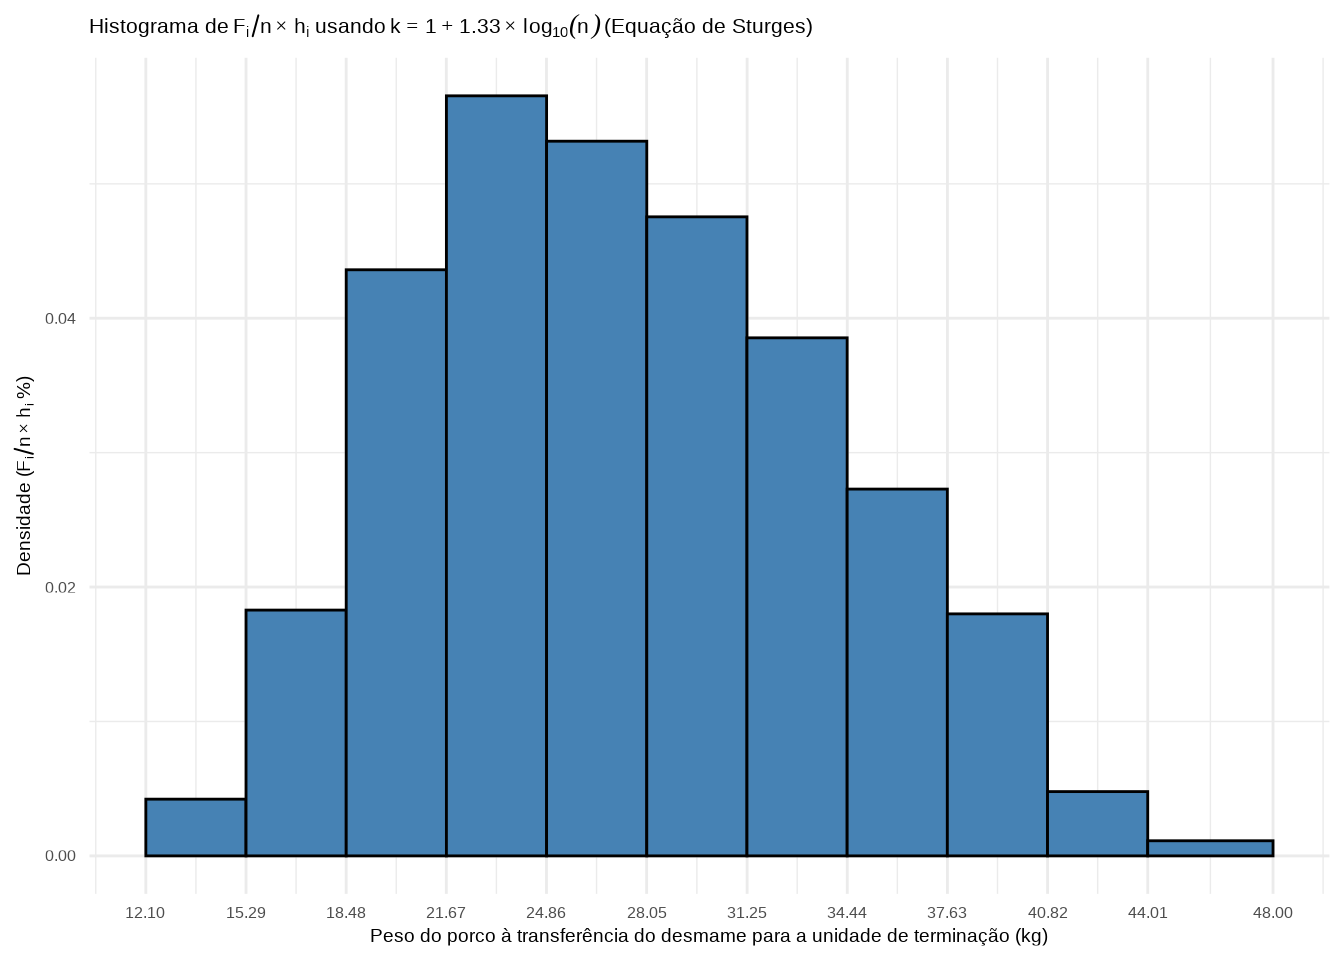 Histograma de Fi/n × hi usando k = 1 + 1.33 × log10(n) (Equação de Sturges)
Densidade (Fi/n × hi %)
0.04
0.02
0.00
12.10 15.29 18.48 21.67 24.86 28.05 31.25 34.44 37.63 40.82 44.01 48.00
Peso do porco à transferência do desmame para a unidade de terminação (kg)